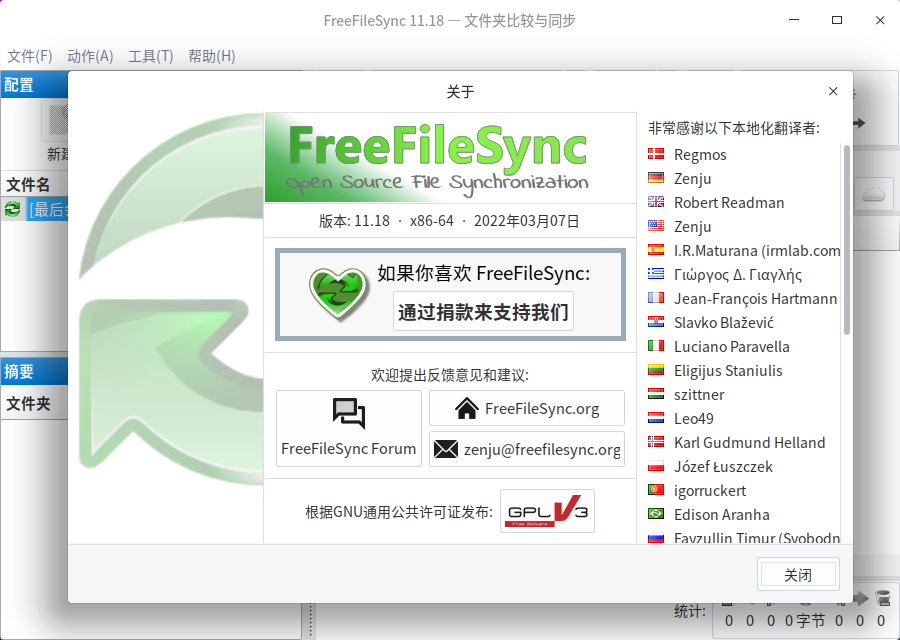 FreeFileSync 11.18 — 文件夹比较与同步
文件(F) 动作(A) 工具(T) 帮助(H)
配置
新建
文件名
[最后
摘要
文件夹
关于
FreeFileSync
Open Source File Synchronization
版本: 11.18 · x86-64 · 2022年03月07日
如果你喜欢 FreeFileSync:
通过捐款来支持我们
欢迎提出反馈意见和建议:
FreeFileSync Forum
FreeFileSync.org
zenju@freefilesync.org
根据GNU通用公共许可证发布:
GPL V3
Free Software
非常感谢以下本地化翻译者:
Regmos
Zenju
Robert Readman
Zenju
I.R.Maturana (irmlab.com
Γιώργος Δ. Γιαγλής
Jean-François Hartmann
Slavko Blažević
Luciano Paravella
Eligijus Staniulis
szittner
Leo49
Karl Gudmund Helland
Józef Łuszczek
igorruckert
Edison Aranha
Fayzullin Timur (Svobodn
关闭
统计:
0 0 0 0字节 0 0 0